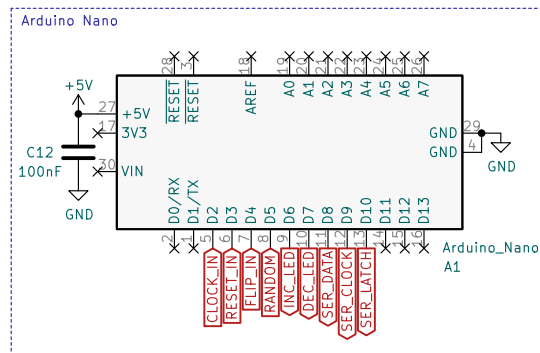 Arduino Nano
28 3 18 19 20 21 22 23 24 25 26
RESET RESET AREF A0 A1 A2 A3 A4 A5 A6 A7
+5V
27 +5V
17 3V3
30 VIN
C12
100nF
GND
GND 29
GND 4
GND
D0/RX D1/TX D2 D3 D4 D5 D6 D7 D8 D9 D10 D11 D12 D13
2 1 5 6 7 8 9 10 11 12 13 14 15 16
CLOCK_IN RESET_IN FLIP_IN RANDOM INC_LED DEC_LED SER_DATA SER_CLOCK SER_LATCH
Arduino_Nano
A1